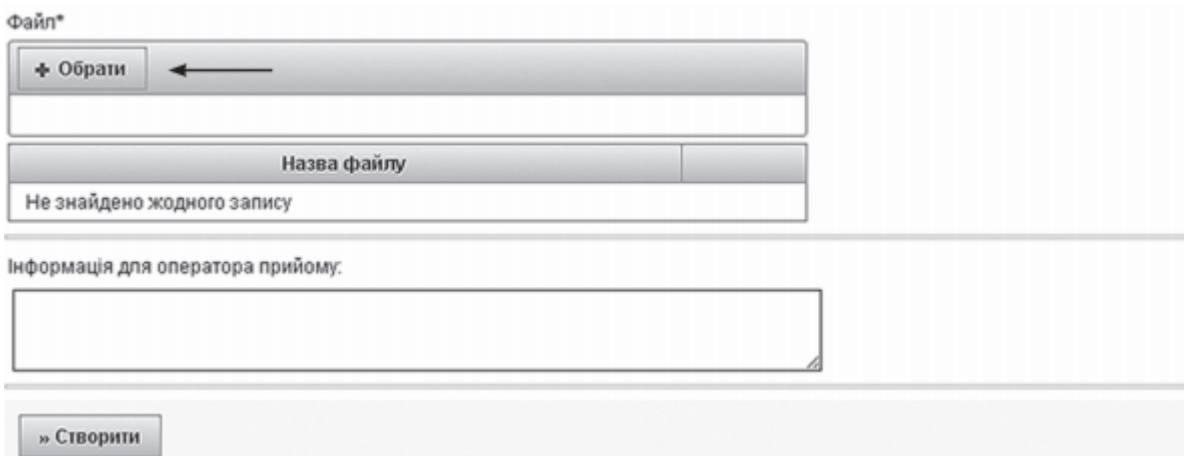 Файл*
+ Обрати
Назва файлу
Не знайдено жодного запису
Інформація для оператора прийому:
» Створити